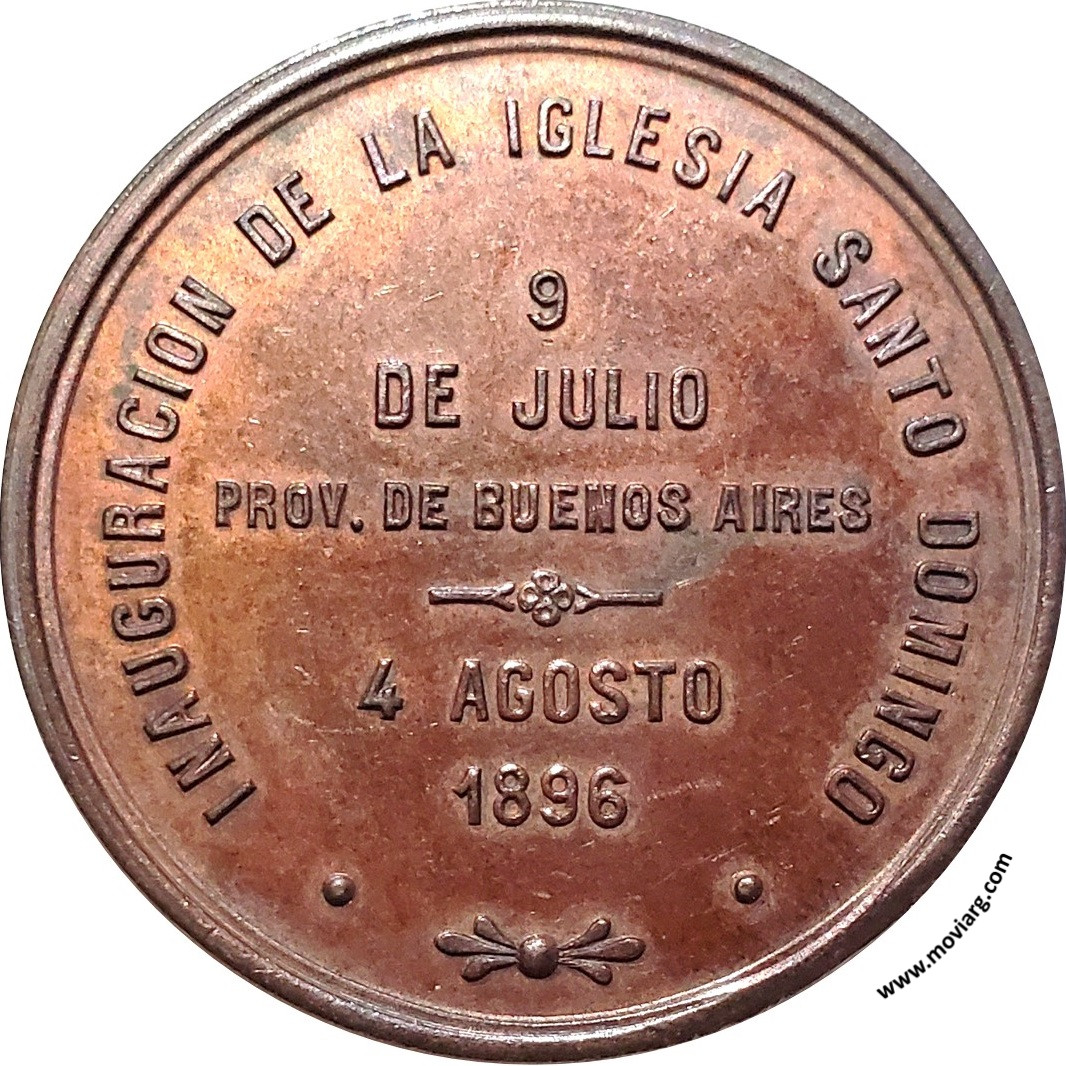 INAUGURACION DE LA IGLESIA SANTO DOMINGO
9
DE JULIO
PROV. DE BUENOS AIRES
4 AGOSTO
1896
www.moviarg.com